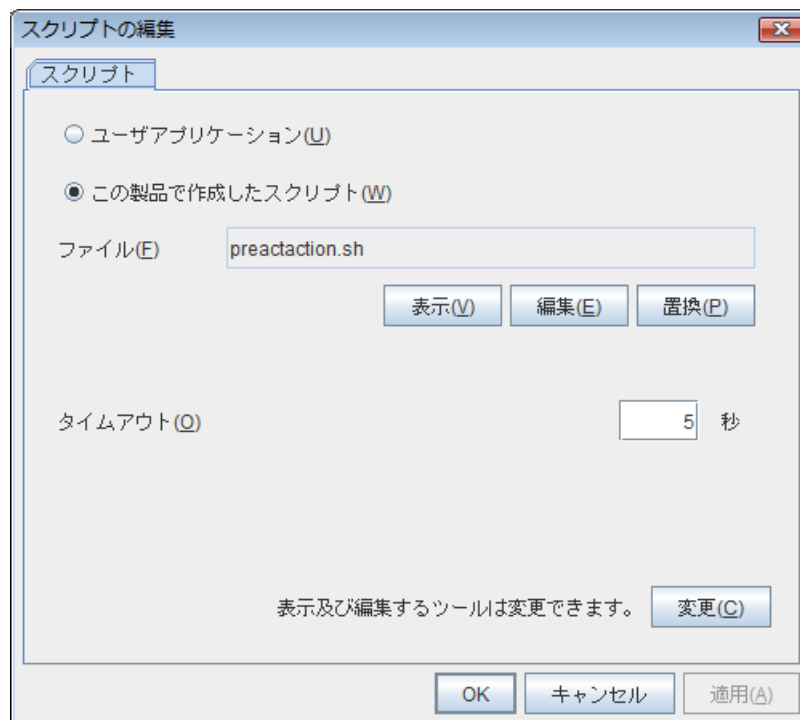 スクリプトの編集
スクリプト
ユーザアプリケーション(U)
この製品で作成したスクリプト(W)
ファイル(F) preactaction.sh
表示(V) 編集(E) 置換(P)
タイムアウト(O) 5 秒
表示及び編集するツールは変更できます。 変更(C)
OK キャンセル 適用(A)